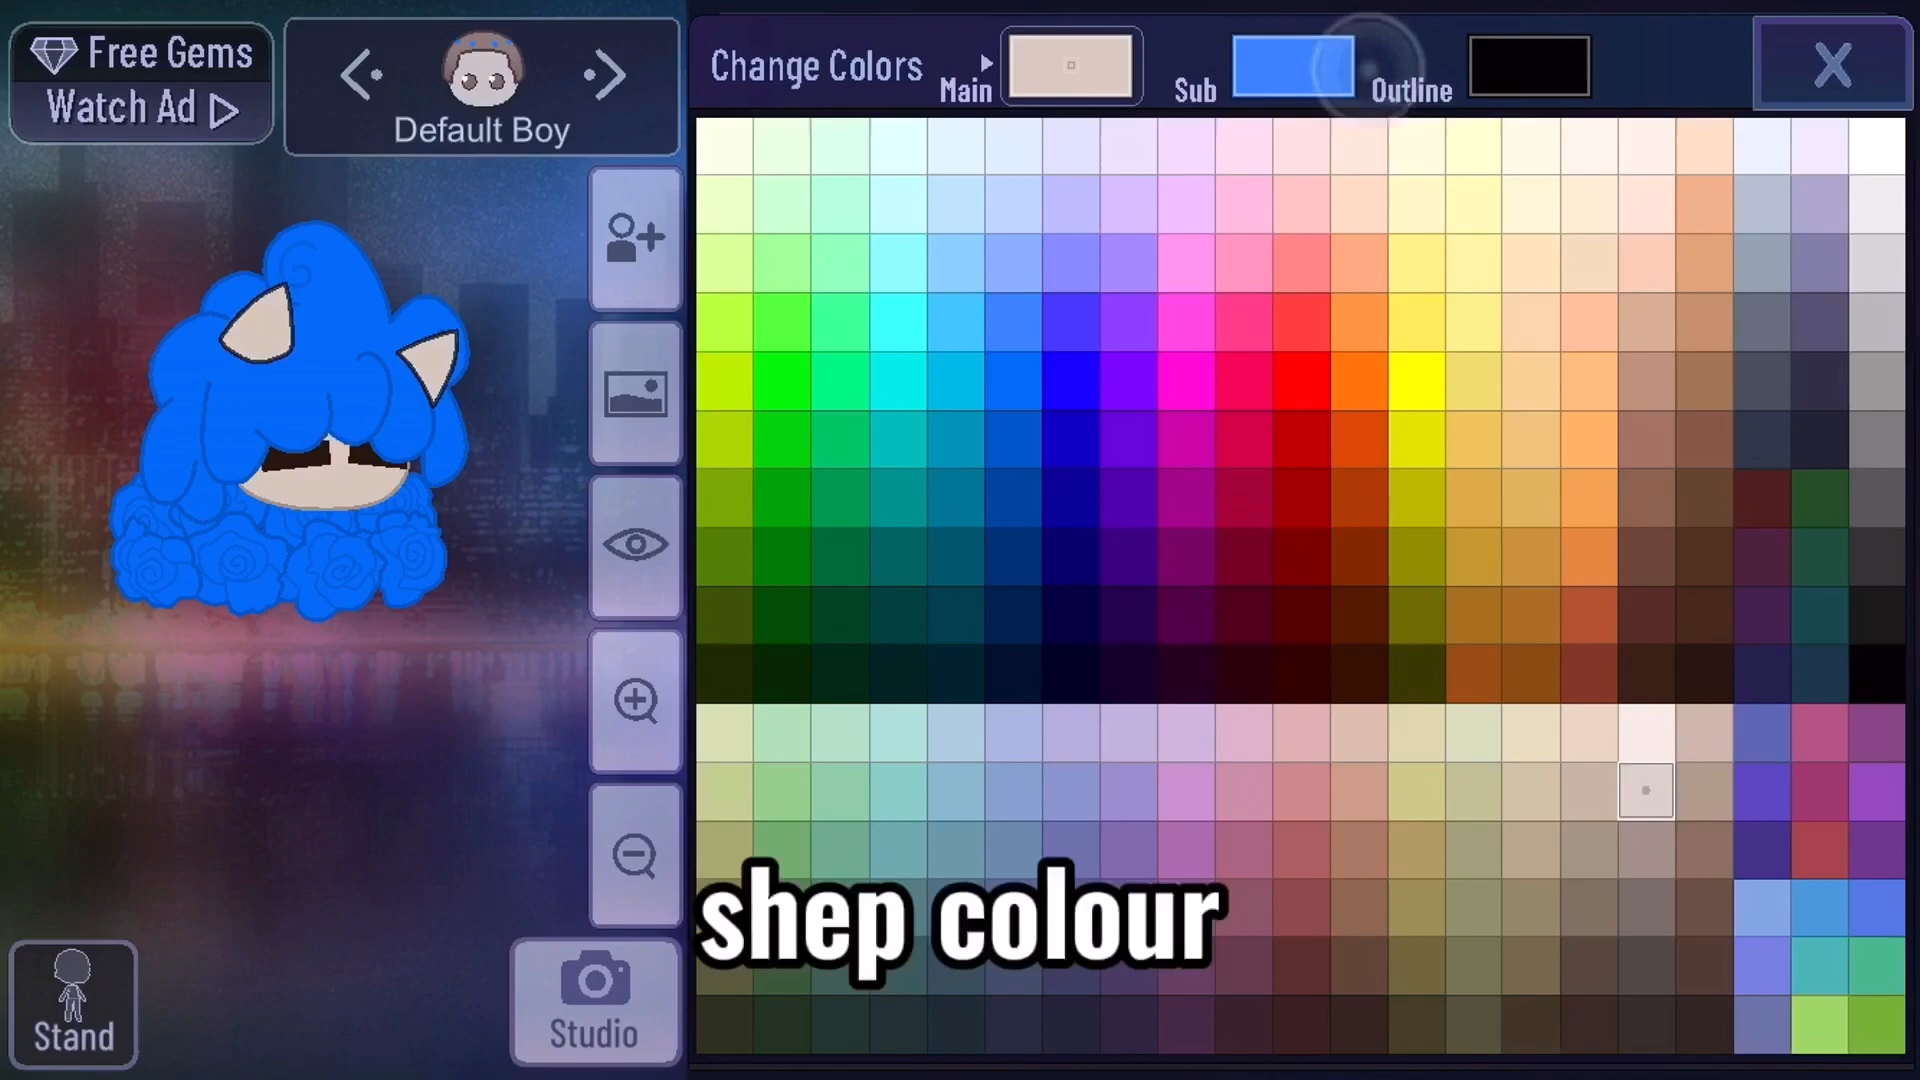 Free Gems
Watch Ad
Default Boy
Change Colors
Main
Sub
Outline
X
shep colour
Stand
Studio